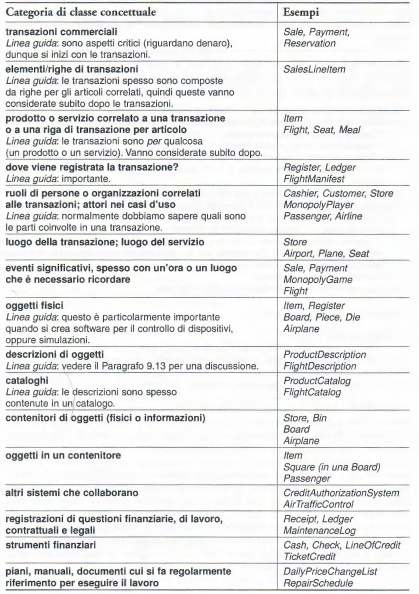 Categoria di classe concettuale Esempi
transazioni commerciali Sale, Payment,
Linea guida: sono aspetti critici (riguardano denaro), Reservation
dunque si inizi con le transazioni.
elementi/righe di transazioni SalesLineItem
Linea guida: le transazioni spesso sono composte
da righe per gli articoli correlati, quindi queste vanno
considerate subito dopo le transazioni.
prodotto o servizio correlato a una transazione Item
o a una riga di transazione per articolo Flight, Seat, Meal
Linea guida: le transazioni sono per qualcosa
(un prodotto o un servizio). Vanno considerate subito dopo.
dove viene registrata la transazione? Register, Ledger
Linea guida: importante. FlightManifest
ruoli di persone o organizzazioni correlati Cashier, Customer, Store
alle transazioni; attori nei casi d'uso MonopolyPlayer
Linea guida: normalmente dobbiamo sapere quali sono Passenger, Airline
le parti coinvolte in una transazione.
luogo della transazione; luogo del servizio Store
Airport, Plane, Seat
eventi significativi, spesso con un'ora o un luogo Sale, Payment
che è necessario ricordare MonopolyGame
Flight
oggetti fisici Item, Register
Linea guida: questo è particolarmente importante Board, Piece, Die
quando si crea software per il controllo di dispositivi, Airplane
oppure simulazioni.
descrizioni di oggetti ProductDescription
Linea guida: vedere il Paragrafo 9.13 per una discussione. FlightDescription
cataloghi ProductCatalog
Linea guida: le descrizioni sono spesso FlightCatalog
contenute in un catalogo.
contenitori di oggetti (fisici o informazioni) Store, Bin
Board
Airplane
oggetti in un contenitore Item
Square (in una Board)
Passenger
altri sistemi che collaborano CreditAuthorizationSystem
AirTrafficControl
registrazioni di questioni finanziarie, di lavoro, Receipt, Ledger
contrattuali e legali MaintenanceLog
strumenti finanziari Cash, Check, LineOfCredit
TicketCredit
piani, manuali, documenti cui si fa regolarmente DailyPriceChangeList
riferimento per eseguire il lavoro RepairSchedule